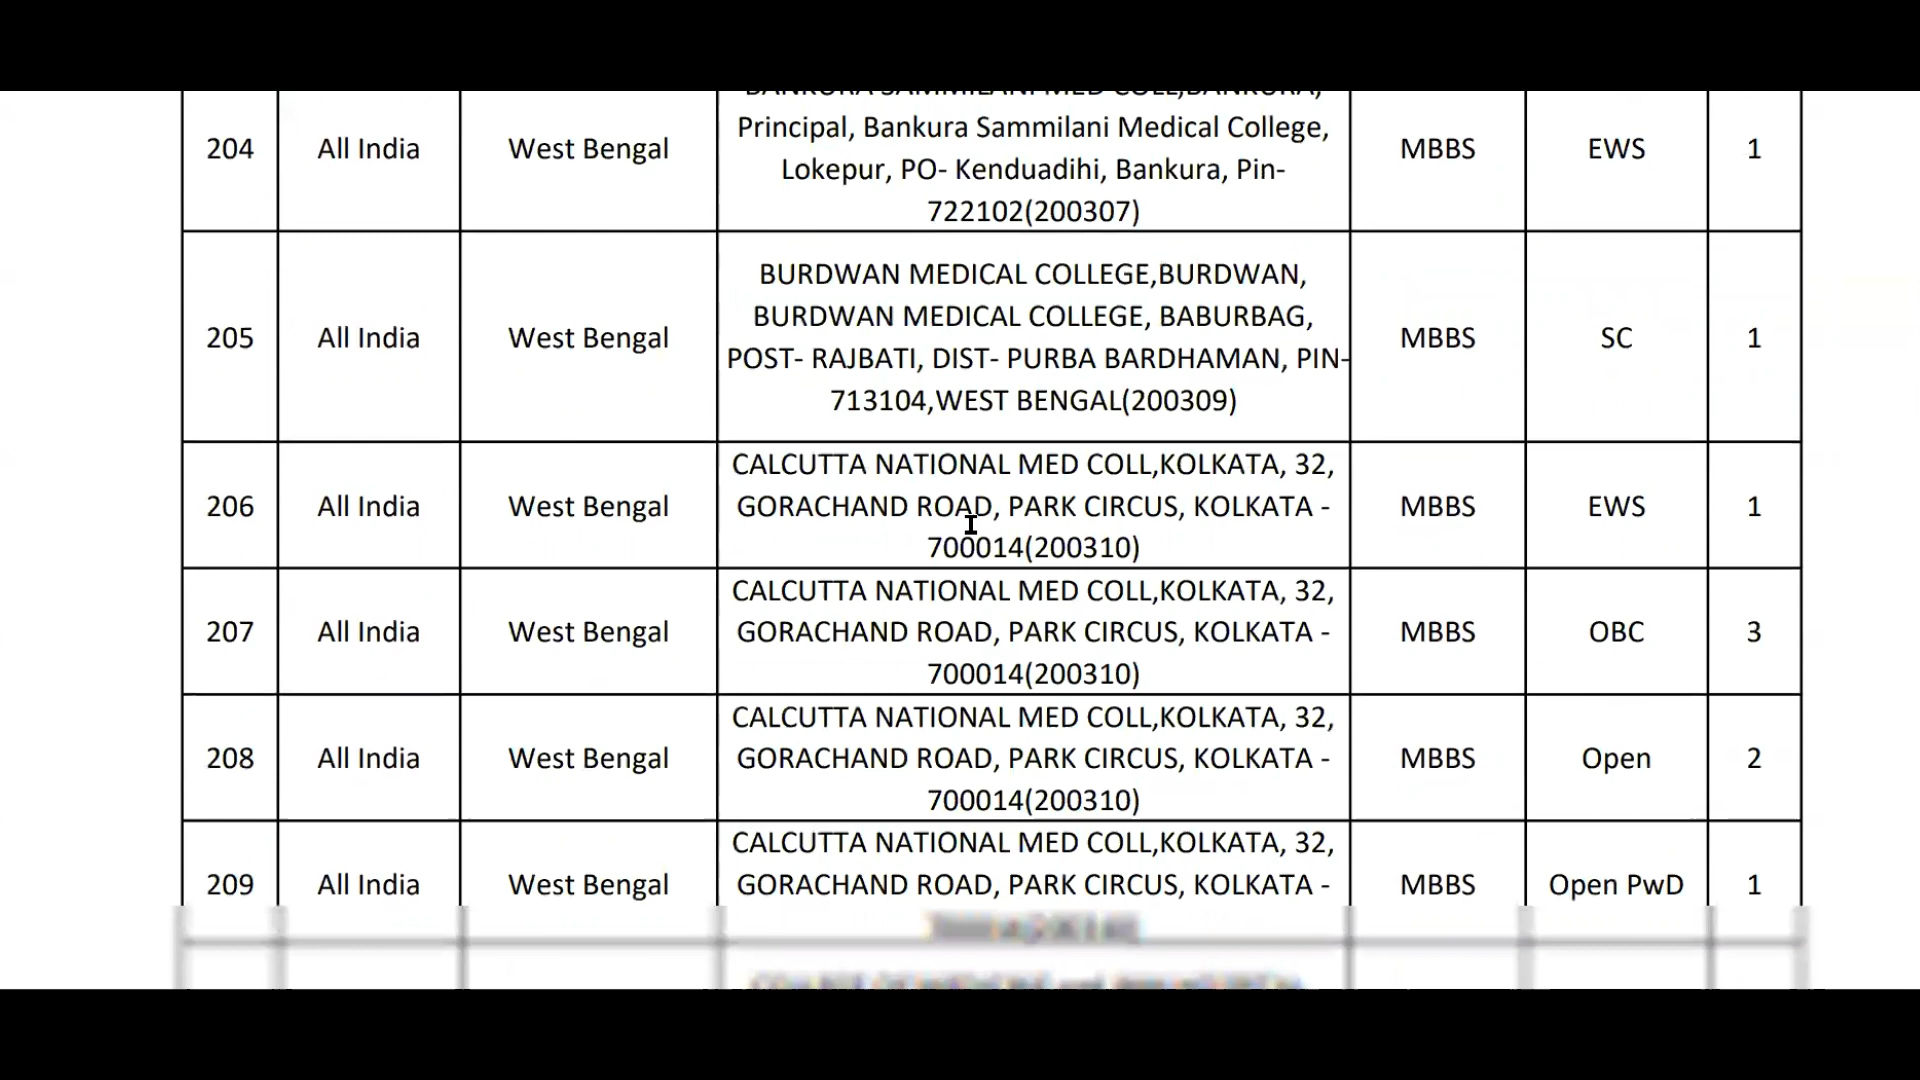 BANKURA SAMMILANI MED COLL,BANKURA,
204 All India West Bengal Principal, Bankura Sammilani Medical College, MBBS EWS 1
Lokepur, PO- Kenduadihi, Bankura, Pin-
722102(200307)
BURDWAN MEDICAL COLLEGE,BURDWAN,
BURDWAN MEDICAL COLLEGE, BABURBAG,
205 All India West Bengal POST- RAJBATI, DIST- PURBA BARDHAMAN, PIN- MBBS SC 1
713104,WEST BENGAL(200309)
CALCUTTA NATIONAL MED COLL,KOLKATA, 32,
206 All India West Bengal GORACHAND ROAD, PARK CIRCUS, KOLKATA - MBBS EWS 1
700014(200310)
CALCUTTA NATIONAL MED COLL,KOLKATA, 32,
207 All India West Bengal GORACHAND ROAD, PARK CIRCUS, KOLKATA - MBBS OBC 3
700014(200310)
CALCUTTA NATIONAL MED COLL,KOLKATA, 32,
208 All India West Bengal GORACHAND ROAD, PARK CIRCUS, KOLKATA - MBBS Open 2
700014(200310)
CALCUTTA NATIONAL MED COLL,KOLKATA, 32,
209 All India West Bengal GORACHAND ROAD, PARK CIRCUS, KOLKATA - MBBS Open PwD 1